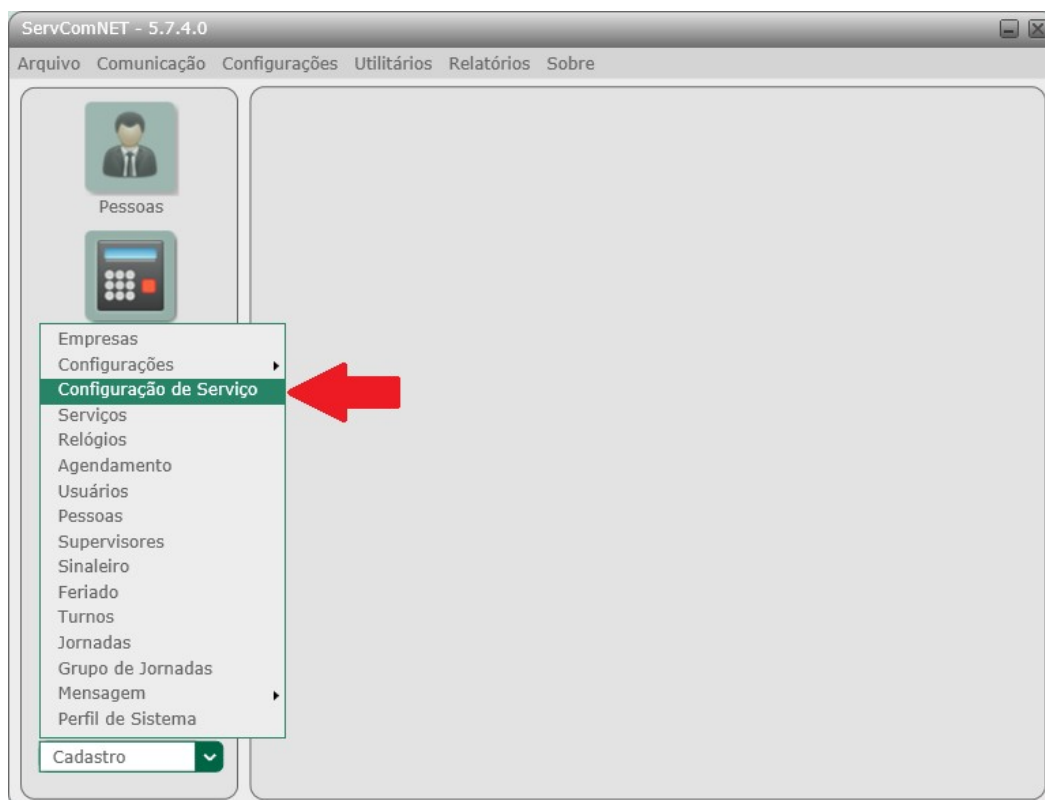 ServComNET - 5.7.4.0
Arquivo Comunicação Configurações Utilitários Relatórios Sobre
Pessoas
Empresas
Configurações
Configuração de Serviço
Serviços
Relógios
Agendamento
Usuários
Pessoas
Supervisores
Sinaleiro
Feriado
Turnos
Jornadas
Grupo de Jornadas
Mensagem
Perfil de Sistema
Cadastro